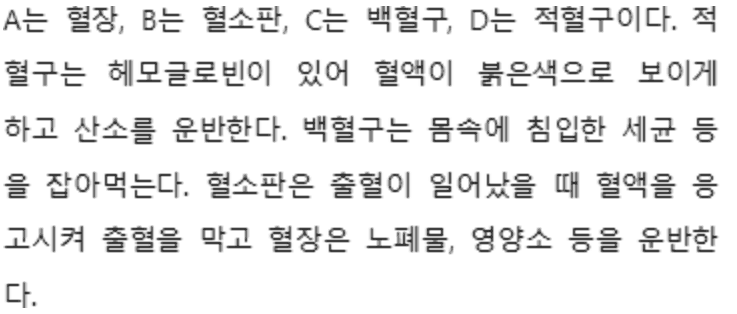 A는 혈장, B는 혈소판, C는 백혈구, D는 적혈구이다. 적
혈구는 헤모글로빈이 있어 혈액이 붉은색으로 보이게
하고 산소를 운반한다. 백혈구는 몸속에 침입한 세균 등
을 잡아먹는다. 혈소판은 출혈이 일어났을 때 혈액을 응
고시켜 출혈을 막고 혈장은 노폐물, 영양소 등을 운반한
다.